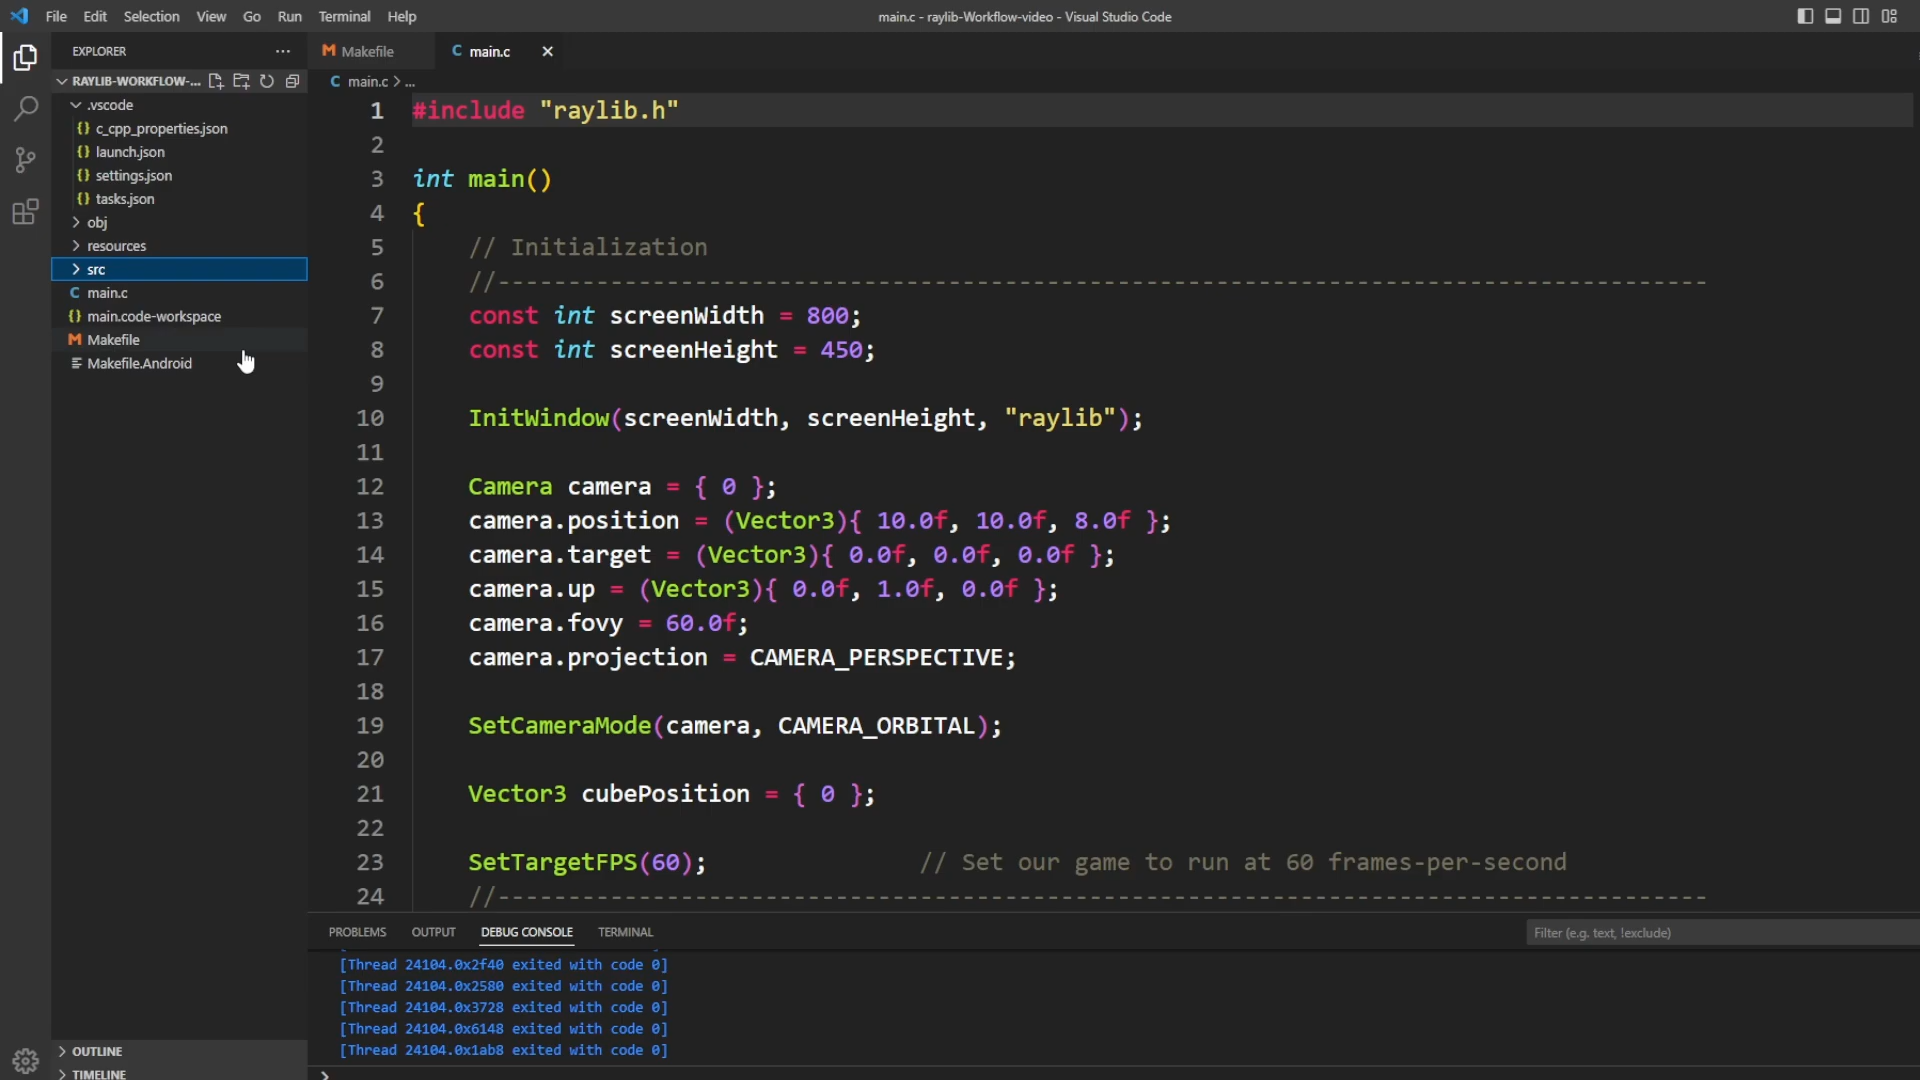 File Edit Selection View Go Run Terminal Help
main.c - raylib-Workflow-video - Visual Studio Code
EXPLORER
RAYLIB-WORKFLOW-...
.vscode
{} c_cpp_properties.json
{} launch.json
{} settings.json
{} tasks.json
obj
resources
src
C main.c
{} main.code-workspace
M Makefile
Makefile.Android
OUTLINE
TIMELINE
M Makefile
C main.c
C main.c > ...
1 #include "raylib.h"
2
3 int main()
4 {
5 // Initialization
6 //--------------------------------------------------------------------------------------
7 const int screenWidth = 800;
8 const int screenHeight = 450;
9
10 InitWindow(screenWidth, screenHeight, "raylib");
11
12 Camera camera = { 0 };
13 camera.position = (Vector3){ 10.0f, 10.0f, 8.0f };
14 camera.target = (Vector3){ 0.0f, 0.0f, 0.0f };
15 camera.up = (Vector3){ 0.0f, 1.0f, 0.0f };
16 camera.fovy = 60.0f;
17 camera.projection = CAMERA_PERSPECTIVE;
18
19 SetCameraMode(camera, CAMERA_ORBITAL);
20
21 Vector3 cubePosition = { 0 };
22
23 SetTargetFPS(60); // Set our game to run at 60 frames-per-second
24 //--------------------------------------------------------------------------------------
PROBLEMS OUTPUT DEBUG CONSOLE TERMINAL
Filter (e.g. text, !exclude)
[Thread 24104.0x2f40 exited with code 0]
[Thread 24104.0x2580 exited with code 0]
[Thread 24104.0x3728 exited with code 0]
[Thread 24104.0x6148 exited with code 0]
[Thread 24104.0x1ab8 exited with code 0]